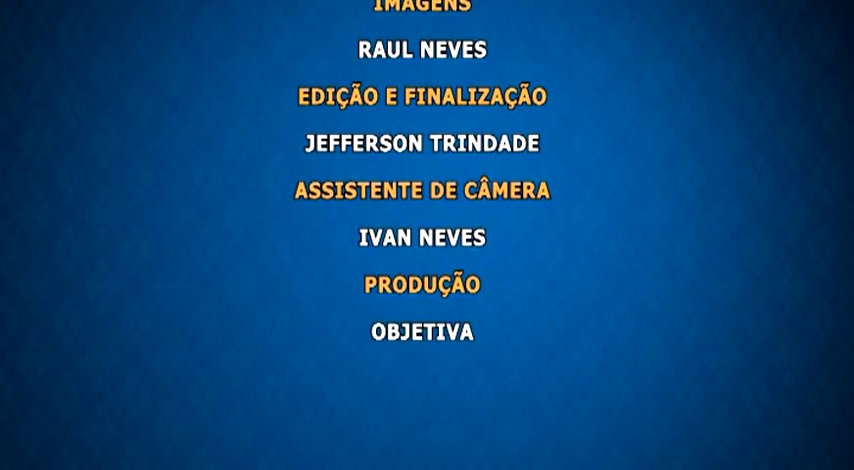 IMAGENS
RAUL NEVES
EDIÇÃO E FINALIZAÇÃO
JEFFERSON TRINDADE
ASSISTENTE DE CÂMERA
IVAN NEVES
PRODUÇÃO
OBJETIVA